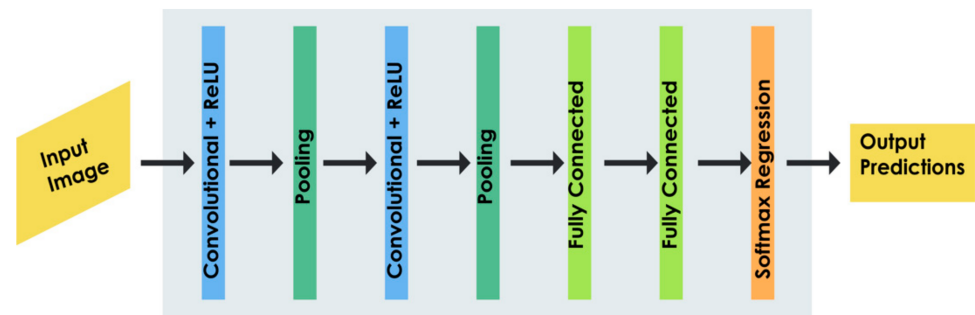 Input
Image
Convolutional + ReLU
Pooling
Convolutional + ReLU
Pooling
Fully Connected
Fully Connected
Softmax Regression
Output
Predictions